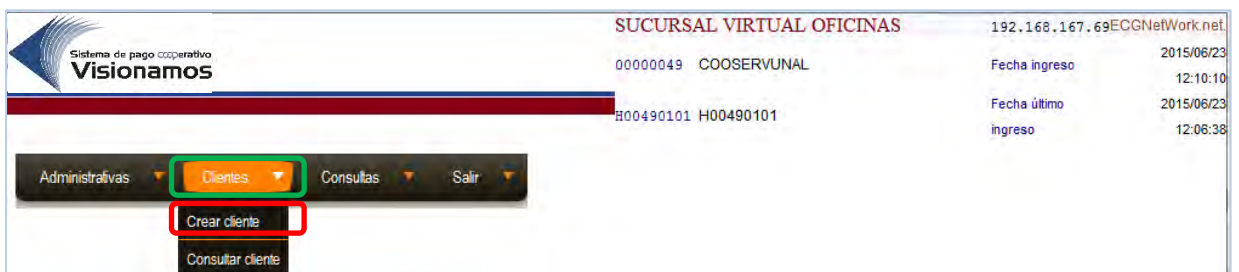 Sistema de pago cooperativo
Visionamos
SUCURSAL VIRTUAL OFICINAS
192.168.167.69ECGNetWork.net.
00000049 COOSERVUNAL
Fecha ingreso
2015/06/23
12:10:10
H00490101 H00490101
Fecha último
ingreso
2015/06/23
12:06:38
Administrativas
Clientes
Consultas
Salir
Crear cliente
Consultar cliente